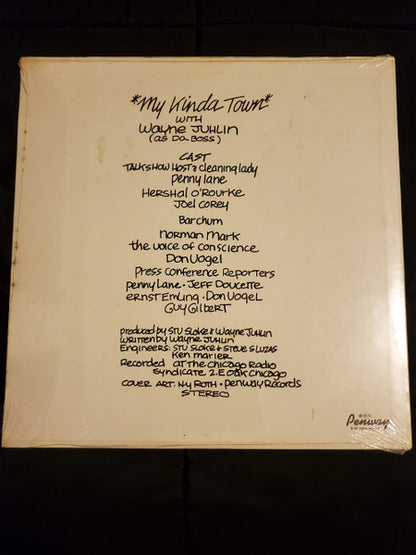 *My Kinda Town*
WITH
Wayne JUHLIN
(as Da BOSS)
CAST
TALKSHOW HOST & cleaning lady
penny lane
Hershal O'Rourke
Joel Corey
Barchum
Norman Mark
the voice of conscience
Don Vogel
Press Conference Reporters
penny Lane • Jeff Doucette
ernst Emling • Don Vogel
Guy Gilbert
produced by STU SLOKE & Wayne Juhlin
written by Wayne Juhlin
Engineers: STU SLOKE & STEVE SLUZAS
Ken Marier
Recorded at the Chicago Radio
Syndicate 2.E Oak Chicago
COVER ART. Ny ROTH • Penway Records
STEREO
Penway